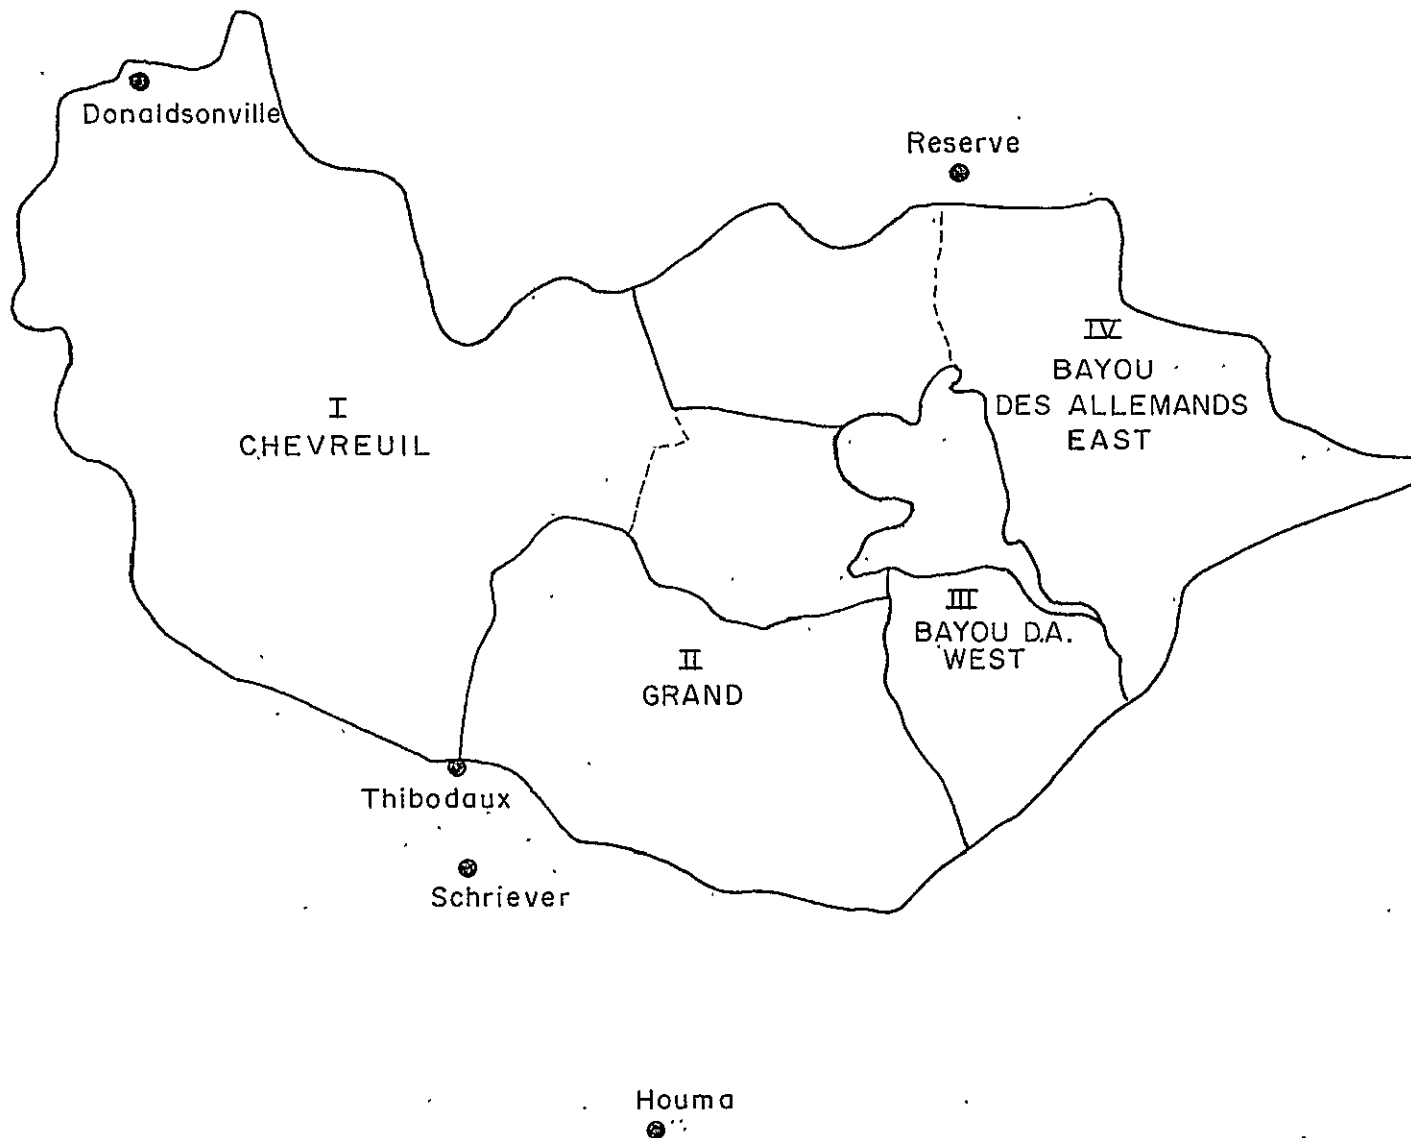 Donaldsonville
Reserve
IV
BAYOU
DES ALLEMANDS
EAST
I
CHEVREUIL
III
BAYOU D.A.
WEST
II
GRAND
Thibodaux
Schriever
Houma